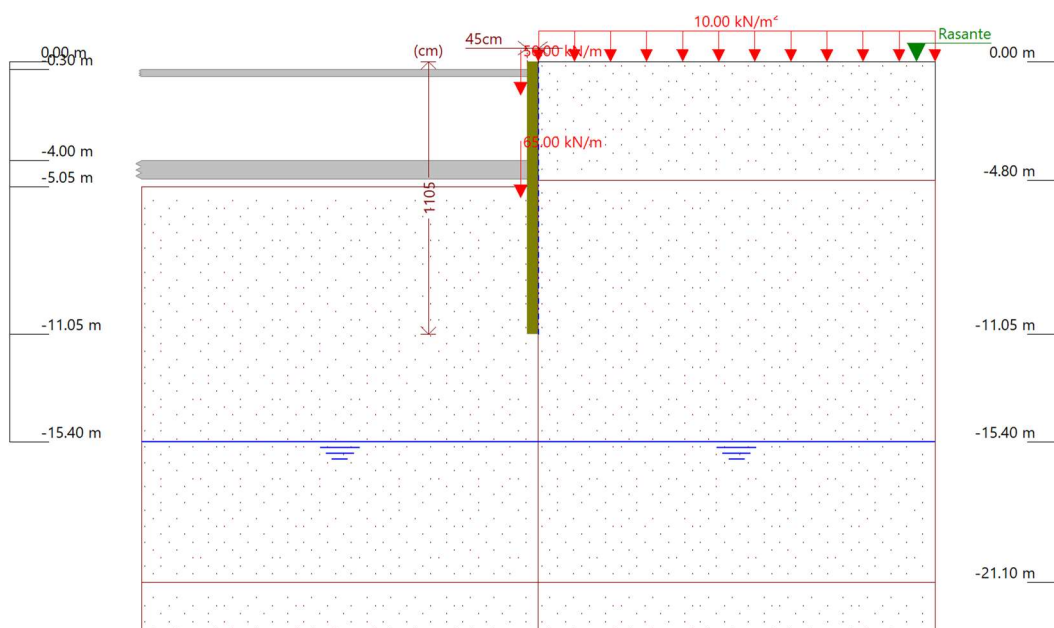 10.00 kN/m²
Rasante
45cm
(cm)
50.00 kN/m
0.00 m
0.00 m
-0.30 m
65.00 kN/m
-4.00 m
-4.80 m
-5.05 m
1105
-11.05 m
-11.05 m
-15.40 m
-15.40 m
-21.10 m